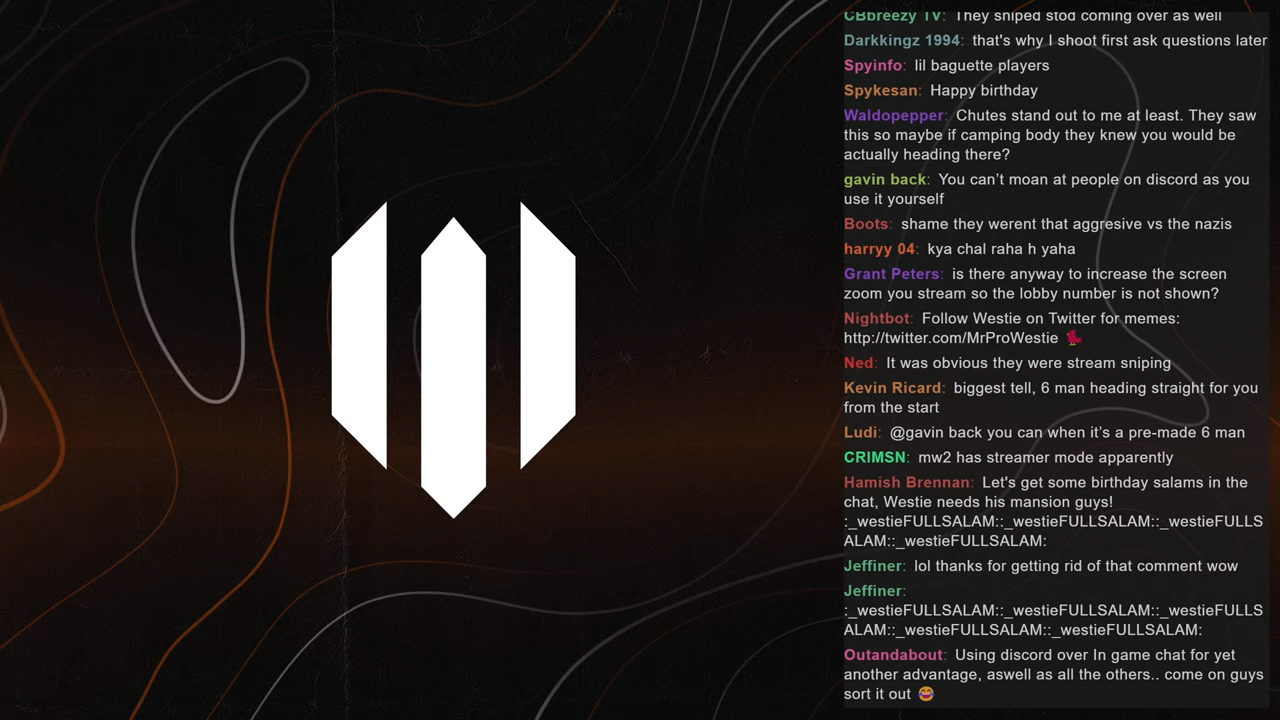 CBbreezy TV: They sniped stod coming over as well
Darkkingz 1994: that's why I shoot first ask questions later
Spyinfo: lil baguette players
Spykesan: Happy birthday
Waldopepper: Chutes stand out to me at least. They saw
this so maybe if camping body they knew you would be
actually heading there?
gavin back: You can’t moan at people on discord as you
use it yourself
Boots: shame they werent that aggresive vs the nazis
harryy 04: kya chal raha h yaha
Grant Peters: is there anyway to increase the screen
zoom you stream so the lobby number is not shown?
Nightbot: Follow Westie on Twitter for memes:
http://twitter.com/MrProWestie
Ned: It was obvious they were stream sniping
Kevin Ricard: biggest tell, 6 man heading straight for you
from the start
Ludi: @gavin back you can when it’s a pre-made 6 man
CRIMSN: mw2 has streamer mode apparently
Hamish Brennan: Let's get some birthday salams in the
chat, Westie needs his mansion guys!
:_westieFULLSALAM::_westieFULLSALAM::_westieFULLS
ALAM::_westieFULLSALAM:
Jeffiner: lol thanks for getting rid of that comment wow
Jeffiner:
:_westieFULLSALAM::_westieFULLSALAM::_westieFULLS
ALAM::_westieFULLSALAM::_westieFULLSALAM:
Outandabout: Using discord over In game chat for yet
another advantage, aswell as all the others.. come on guys
sort it out 😂